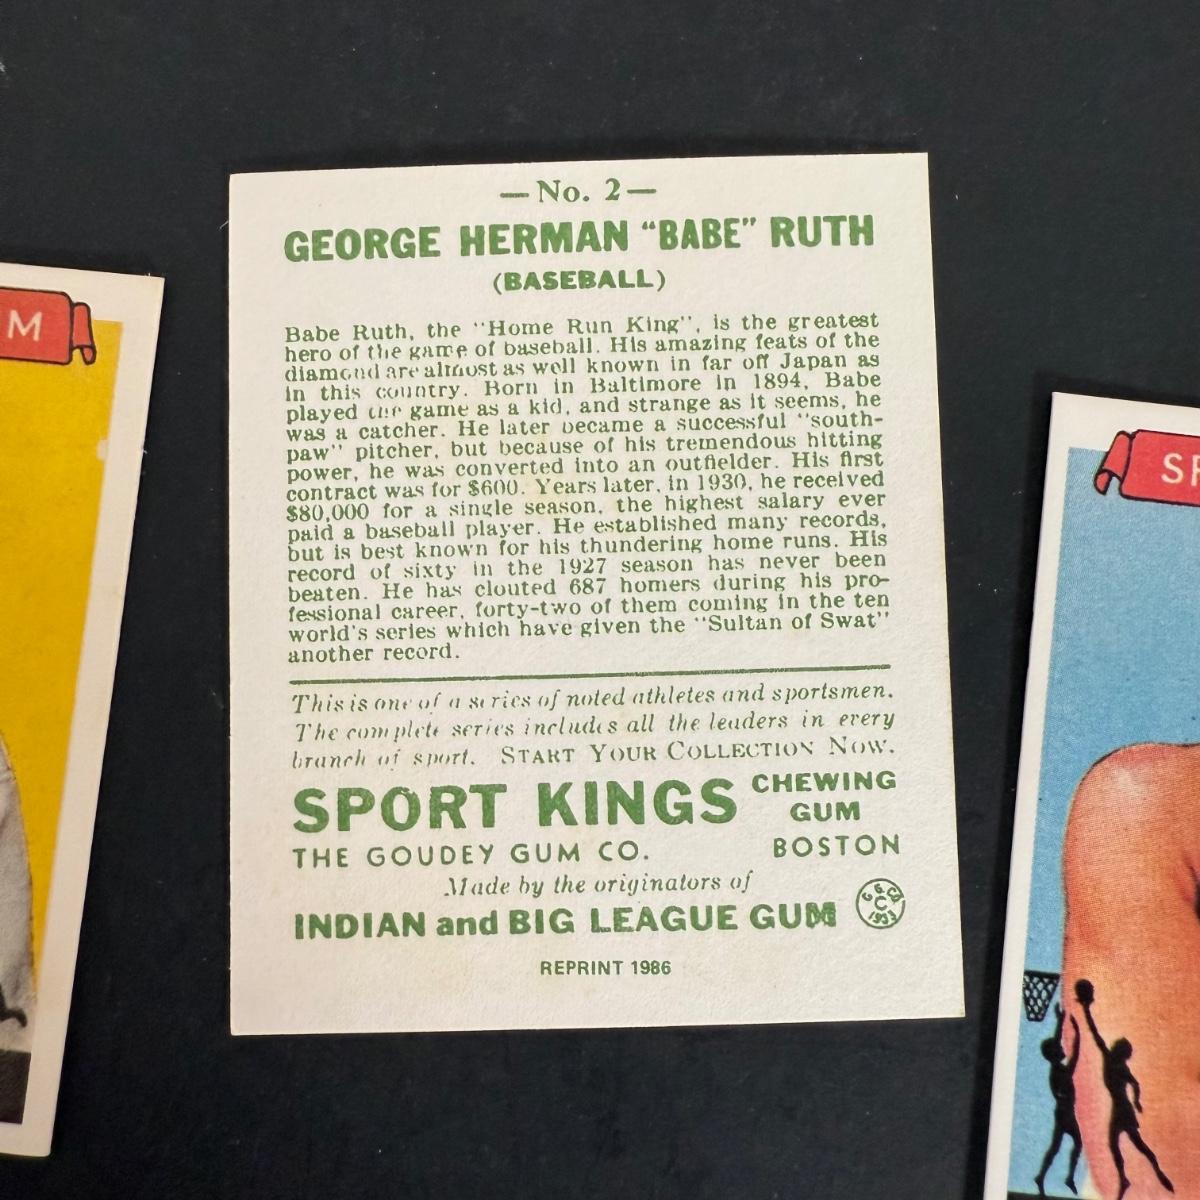 —No. 2—
GEORGE HERMAN "BABE" RUTH
(BASEBALL)
Babe Ruth, the "Home Run King", is the greatest
hero of the game of baseball. His amazing feats of the
diamond are almost as well known in far off Japan as
in this country. Born in Baltimore in 1894, Babe
played the game as a kid, and strange as it seems, he
was a catcher. He later became a successful "south-
paw" pitcher, but because of his tremendous hitting
power, he was converted into an outfielder. His first
contract was for $600. Years later, in 1930, he received
$80,000 for a single season, the highest salary ever
paid a baseball player. He established many records,
but is best known for his thundering home runs. His
record of sixty in the 1927 season has never been
beaten. He has clouted 687 homers during his pro-
fessional career, forty-two of them coming in the ten
world's series which have given the "Sultan of Swat"
another record.
This is one of a series of noted athletes and sportsmen.
The complete series includes all the leaders in every
branch of sport. START YOUR COLLECTION NOW.
SPORT KINGS CHEWING GUM
THE GOUDEY GUM CO. BOSTON
Made by the originators of
INDIAN and BIG LEAGUE GUM
G.G.CO.
C
1933
REPRINT 1986
M
SP